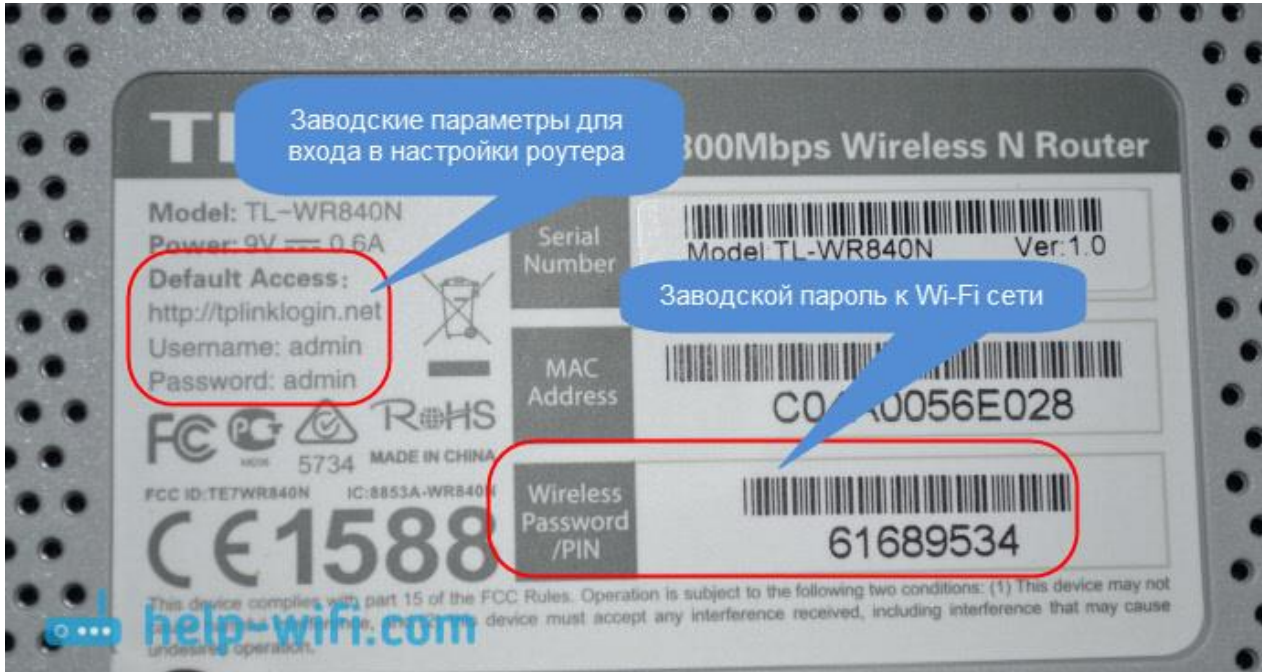 Заводские параметры для
входа в настройки роутера
300Mbps Wireless N Router
Model: TL-WR840N
Power: 9V 0.6A
Default Access:
http://tplinklogin.net
Username: admin
Password: admin
Serial
Number
Model TL-WR840N Ver:1.0
Заводской пароль к Wi-Fi сети
MAC
Address
0056E028
FC
5734
RoHS
MADE IN CHINA
FCC ID:TE7WR840N IC:8853A-WR840N
CE1588
Wireless
Password
/PIN
61689534
This device complies with part 15 of the FCC Rules. Operation is subject to the following two conditions: (1) This device may not
device must accept any interference received, including interference that may cause
undesired operation.
help-wifi.com